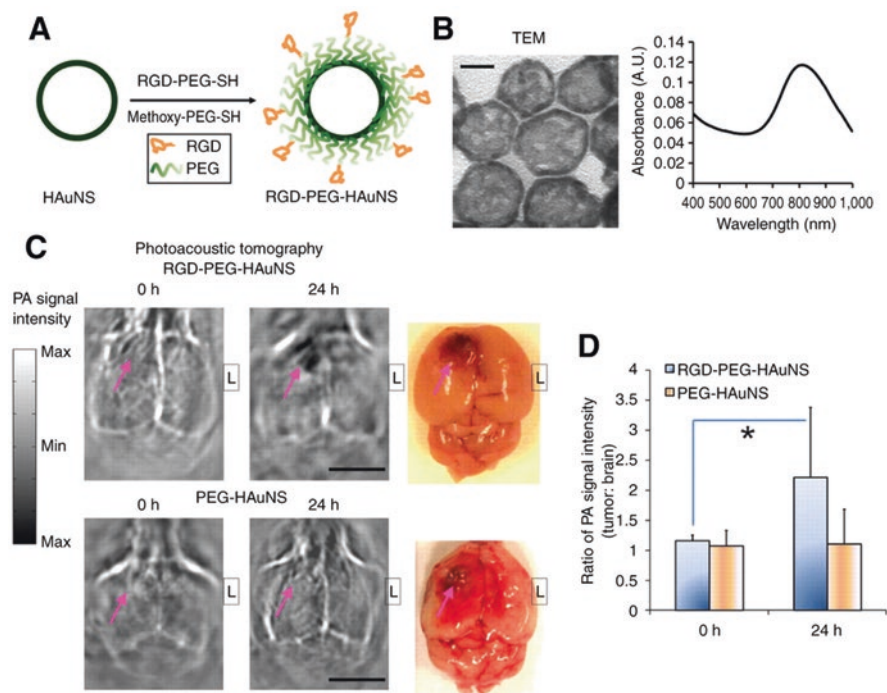 A
RGD-PEG-SH
Methoxy-PEG-SH
RGD
PEG
HAuNS
RGD-PEG-HAuNS
B
TEM
Absorbance (A.U.)
0.14
0.12
0.10
0.08
0.06
0.04
0.02
0
400 500 600 700 800 900 1,000
Wavelength (nm)
C
Photoacoustic tomography
RGD-PEG-HAuNS
0 h 24 h
PA signal
intensity
Max
Min
Max
L
L
PEG-HAuNS
0 h 24 h
L
L
D
RGD-PEG-HAuNS
PEG-HAuNS
Ratio of PA signal intensity
(tumor: brain)
4
3.5
3
2.5
2
1.5
1
0.5
0
*
0 h 24 h